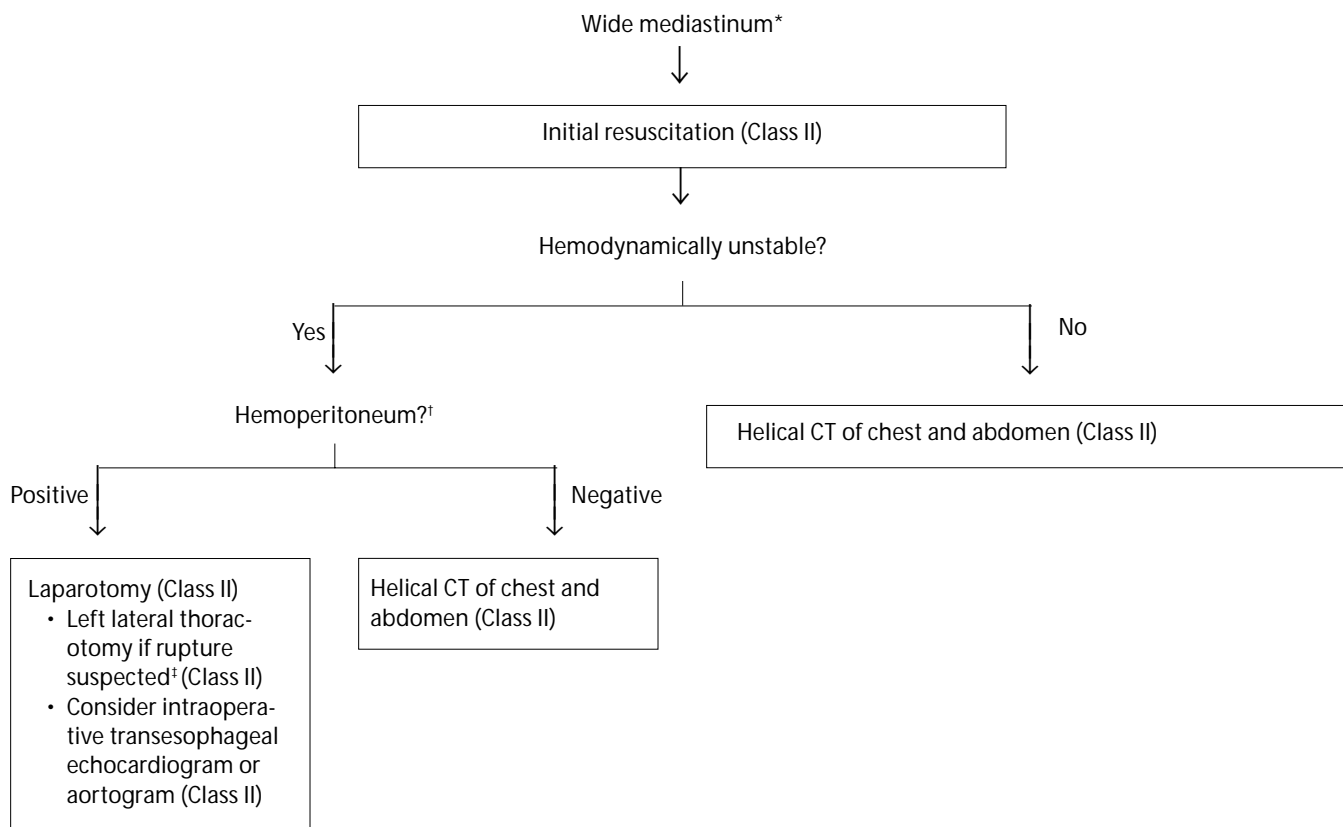 Wide mediastinum*
Initial resuscitation (Class II)
Hemodynamically unstable?
Yes
No
Hemoperitoneum?†
Helical CT of chest and abdomen (Class II)
Positive
Negative
Laparotomy (Class II)
• Left lateral thorac-
otomy if rupture
suspected‡ (Class II)
• Consider intraopera-
tive transesophageal
echocardiogram or
aortogram (Class II)
Helical CT of chest and
abdomen (Class II)